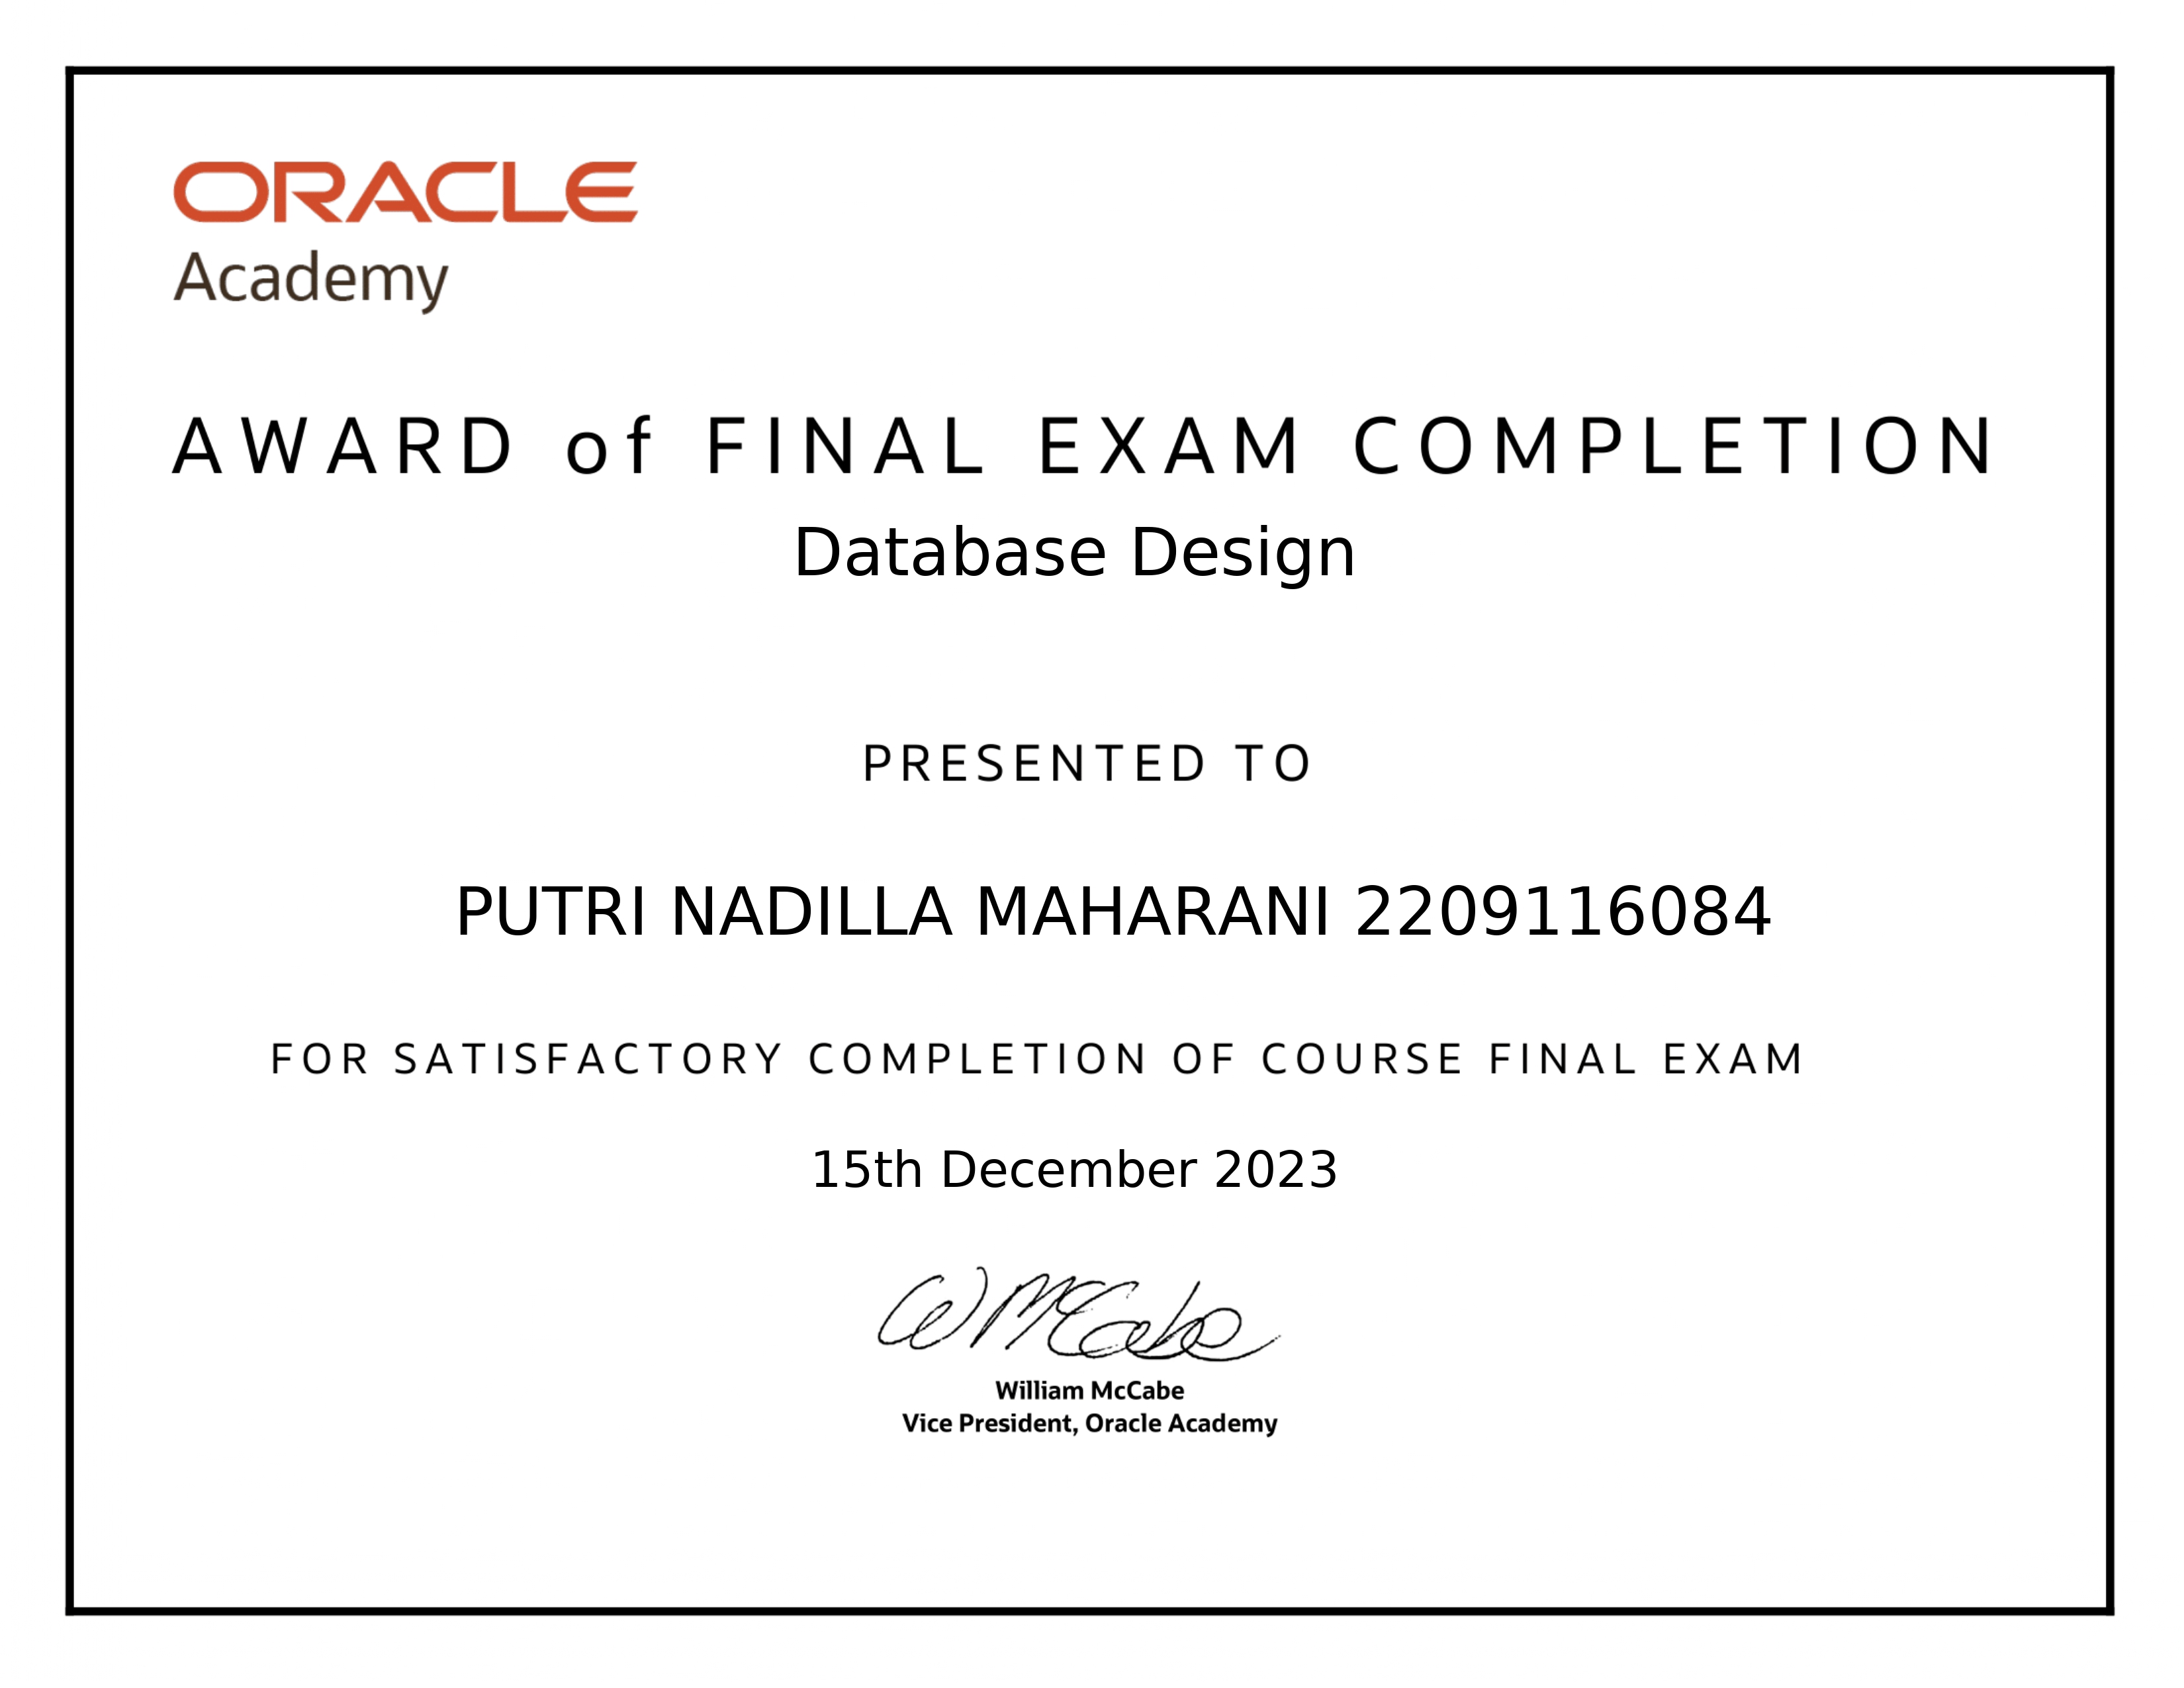 ORACLE
Academy
AWARD of FINAL EXAM COMPLETION
Database Design
PRESENTED TO
PUTRI NADILLA MAHARANI 2209116084
FOR SATISFACTORY COMPLETION OF COURSE FINAL EXAM
15th December 2023
W McCabe
William McCabe
Vice President, Oracle Academy